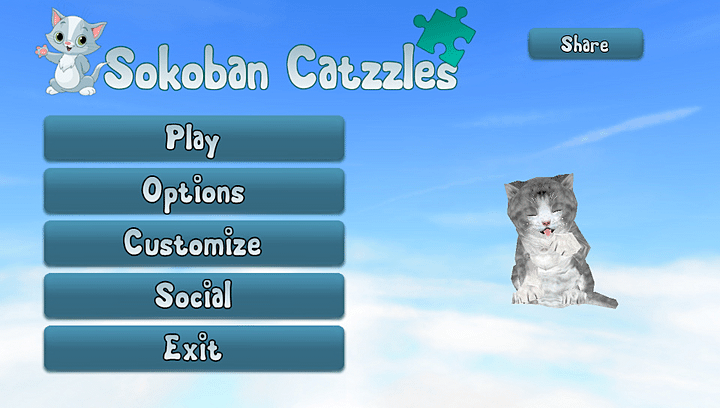 Sokoban Catzzles
Share
Play
Options
Customize
Social
Exit